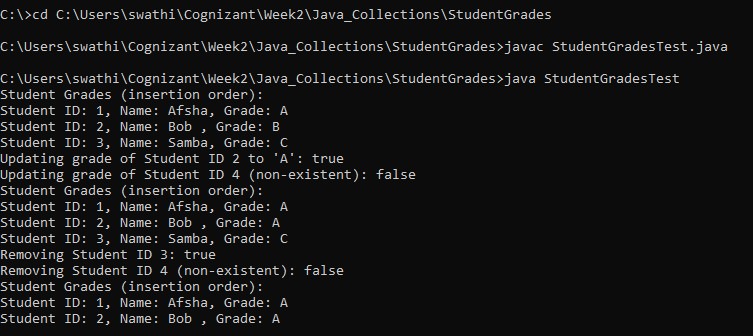 C:\>cd C:\Users\swathi\Cognizant\Week2\Java_Collections\StudentGrades
C:\Users\swathi\Cognizant\Week2\Java_Collections\StudentGrades>javac StudentGradesTest.java
C:\Users\swathi\Cognizant\Week2\Java_Collections\StudentGrades>java StudentGradesTest
Student Grades (insertion order):
Student ID: 1, Name: Afsha, Grade: A
Student ID: 2, Name: Bob , Grade: B
Student ID: 3, Name: Samba, Grade: C
Updating grade of Student ID 2 to 'A': true
Updating grade of Student ID 4 (non-existent): false
Student Grades (insertion order):
Student ID: 1, Name: Afsha, Grade: A
Student ID: 2, Name: Bob , Grade: A
Student ID: 3, Name: Samba, Grade: C
Removing Student ID 3: true
Removing Student ID 4 (non-existent): false
Student Grades (insertion order):
Student ID: 1, Name: Afsha, Grade: A
Student ID: 2, Name: Bob , Grade: A